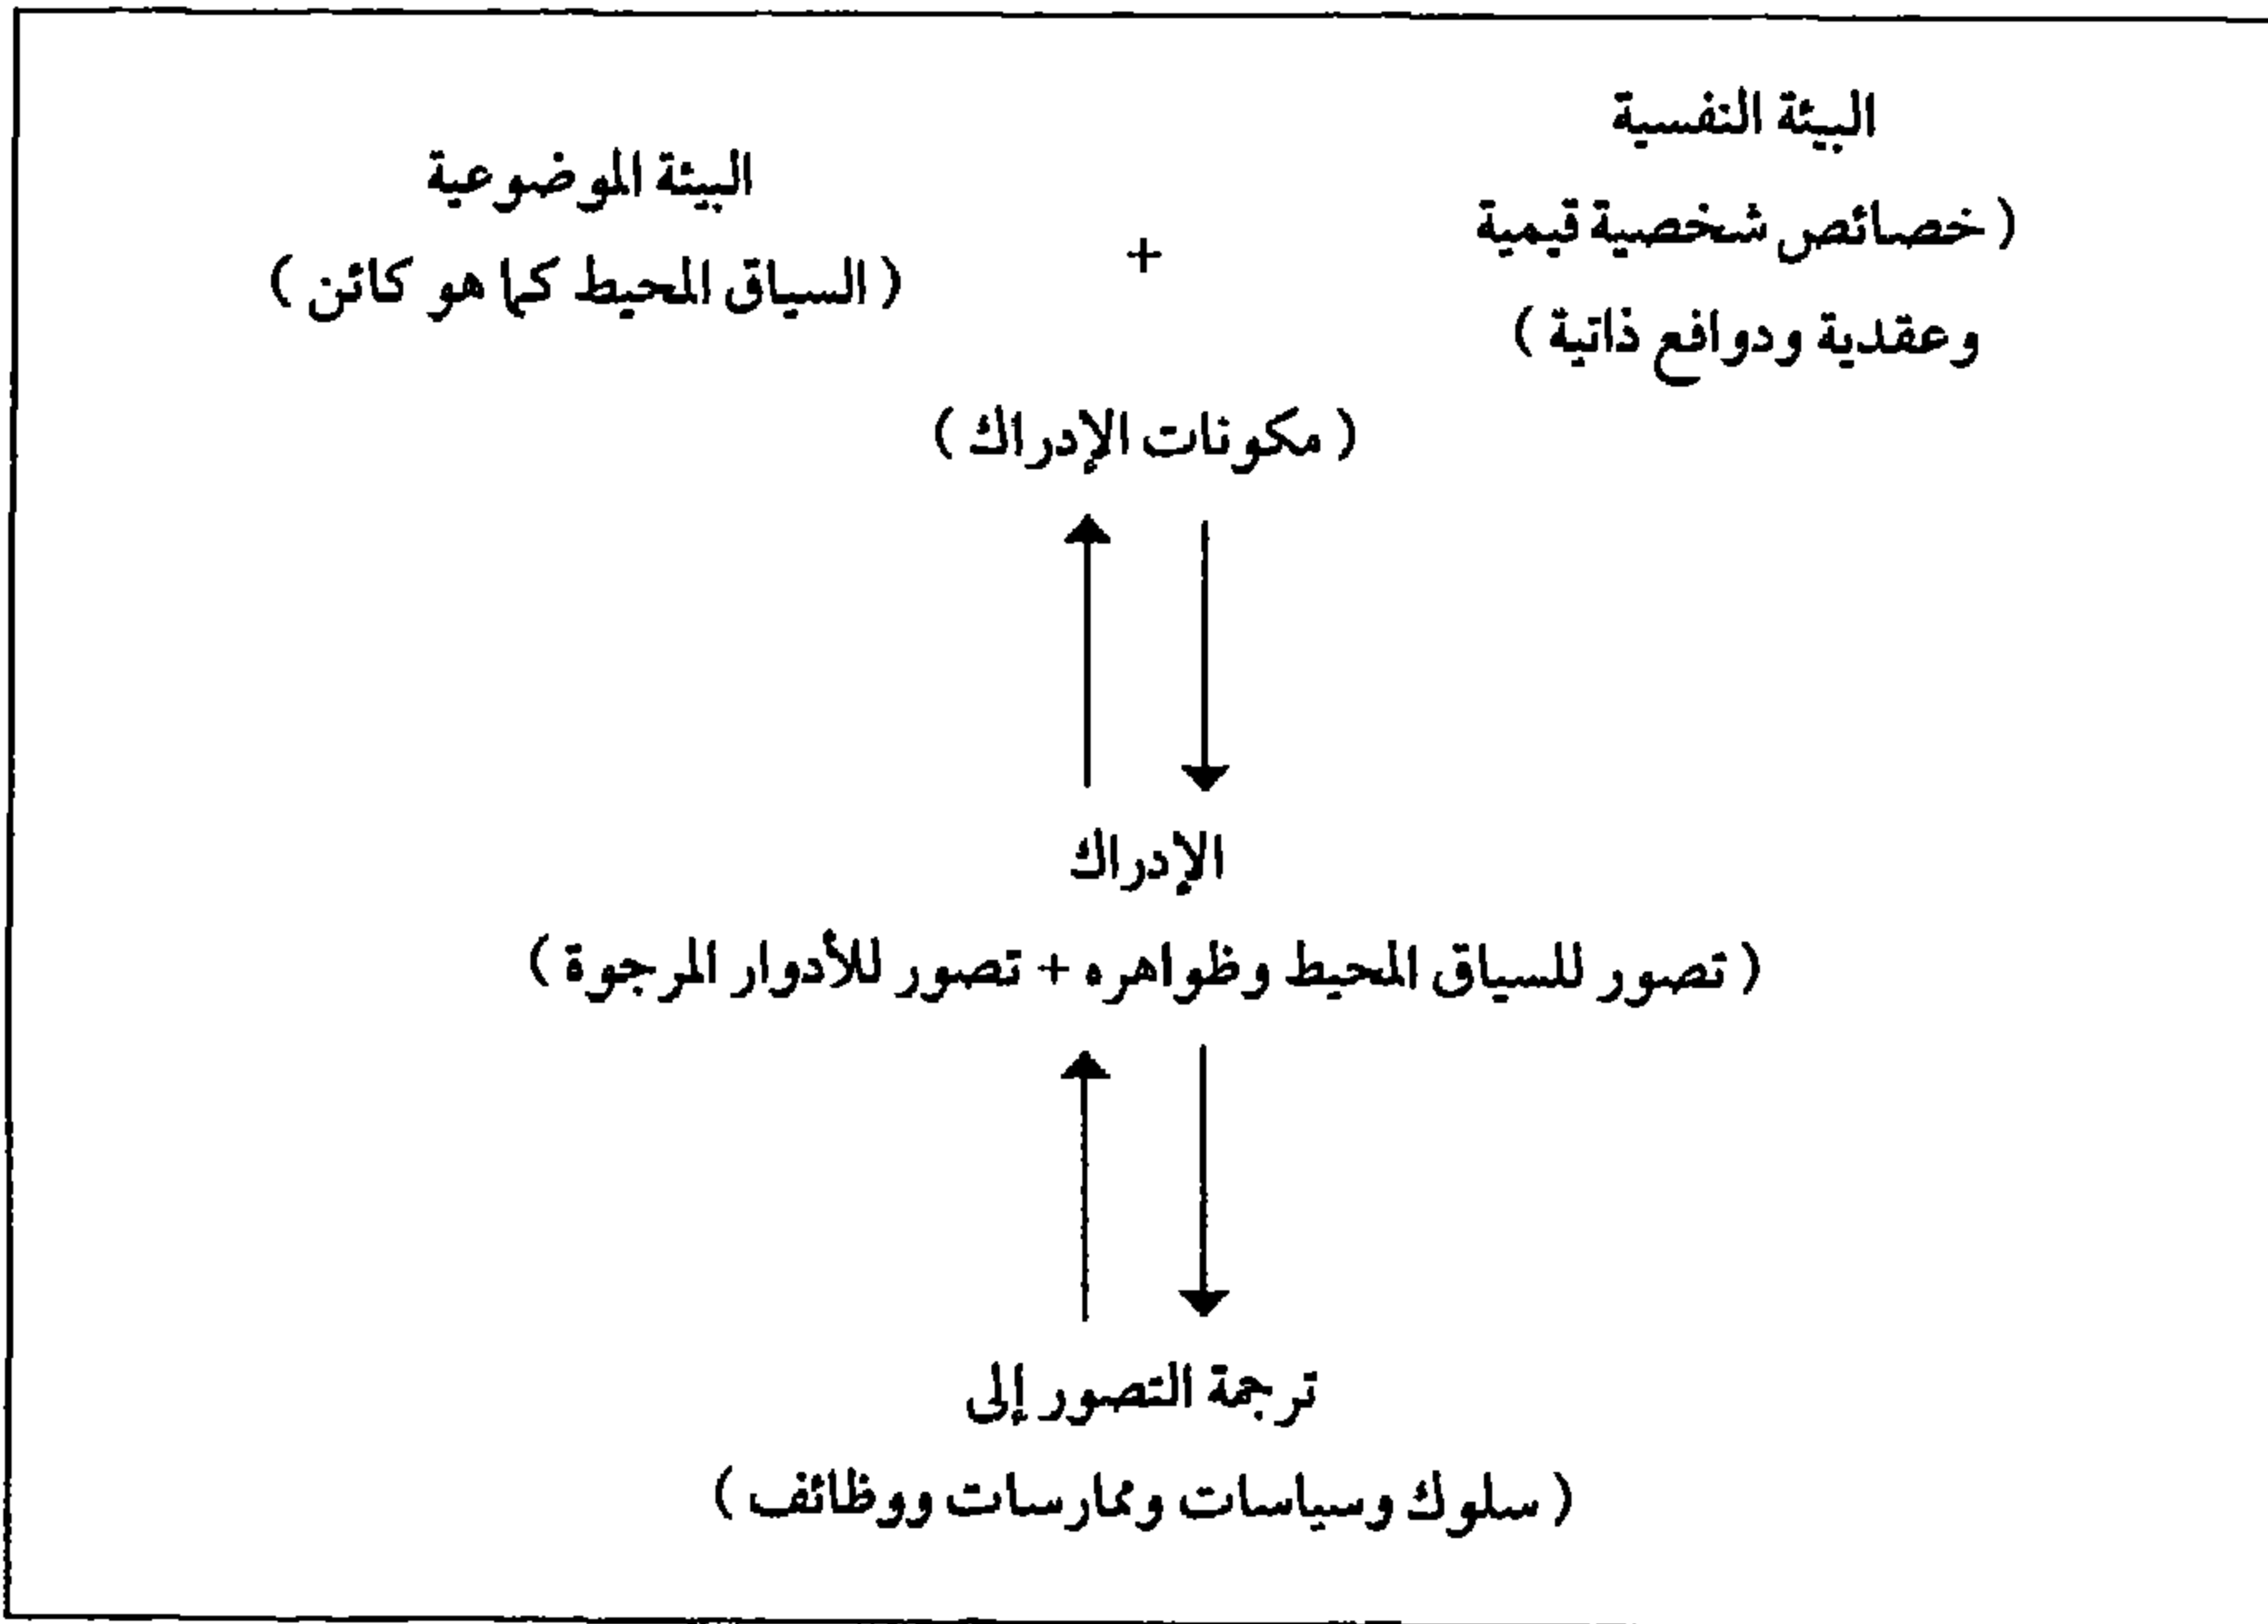 البيئة النفسية
( خصائص شخصية قيمية
وعقدية ودوافع ذاتية )
+
البيئة الموضوعية
( السياق المحيط كما هو كائن )
( مكونات الإدراك )
الإدراك
( تصور للسياق المحيط وظواهره + تصور للأدوار المرجوة )
ترجمة التصور إلى
( سلوك وسياسات وممارسات ووظائف )